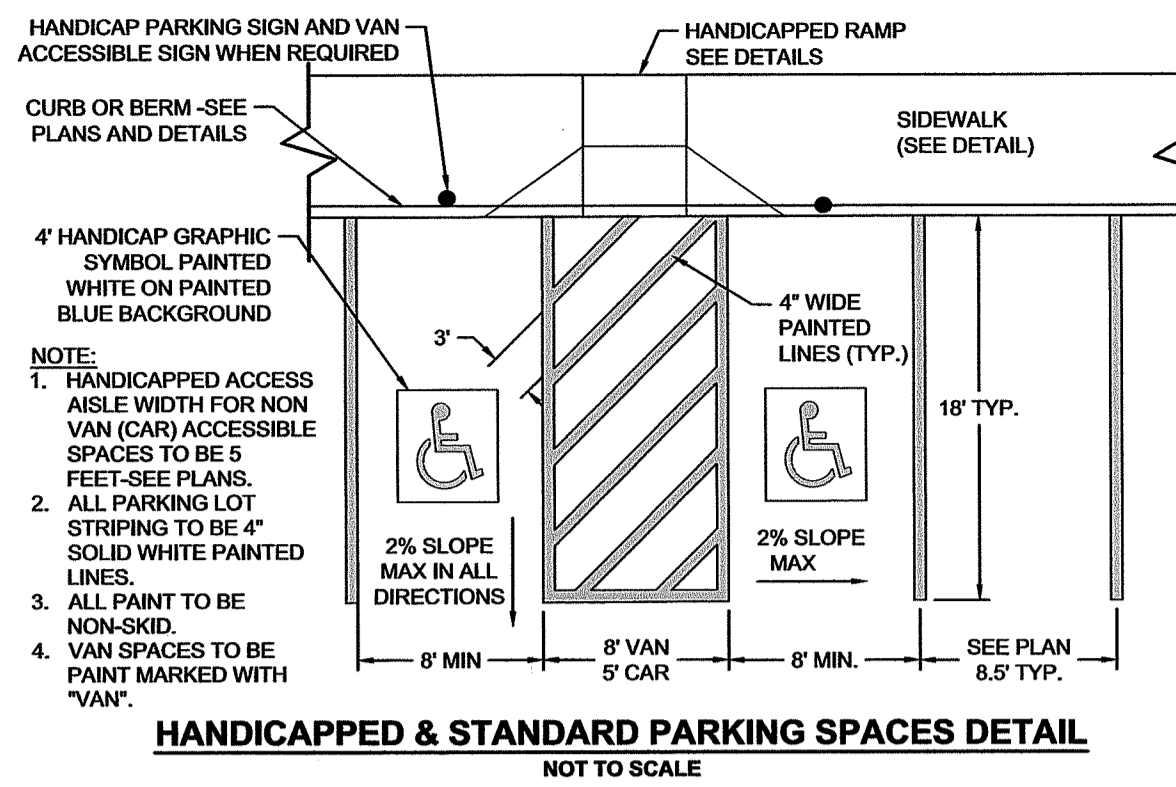 HANDICAP PARKING SIGN AND VAN
ACCESSIBLE SIGN WHEN REQUIRED
HANDICAPPED RAMP
SEE DETAILS
CURB OR BERM -SEE
PLANS AND DETAILS
SIDEWALK
(SEE DETAIL)
4' HANDICAP GRAPHIC
SYMBOL PAINTED
WHITE ON PAINTED
BLUE BACKGROUND
4" WIDE
PAINTED
LINES (TYP.)
3'
18' TYP.
NOTE:
1. HANDICAPPED ACCESS
AISLE WIDTH FOR NON
VAN (CAR) ACCESSIBLE
SPACES TO BE 5
FEET-SEE PLANS.
2. ALL PARKING LOT
STRIPING TO BE 4"
SOLID WHITE PAINTED
LINES.
3. ALL PAINT TO BE
NON-SKID.
4. VAN SPACES TO BE
PAINT MARKED WITH
"VAN".
2% SLOPE
MAX IN ALL
DIRECTIONS
2% SLOPE
MAX
8' MIN
8' VAN
5' CAR
8' MIN.
SEE PLAN
8.5' TYP.
HANDICAPPED & STANDARD PARKING SPACES DETAIL
NOT TO SCALE